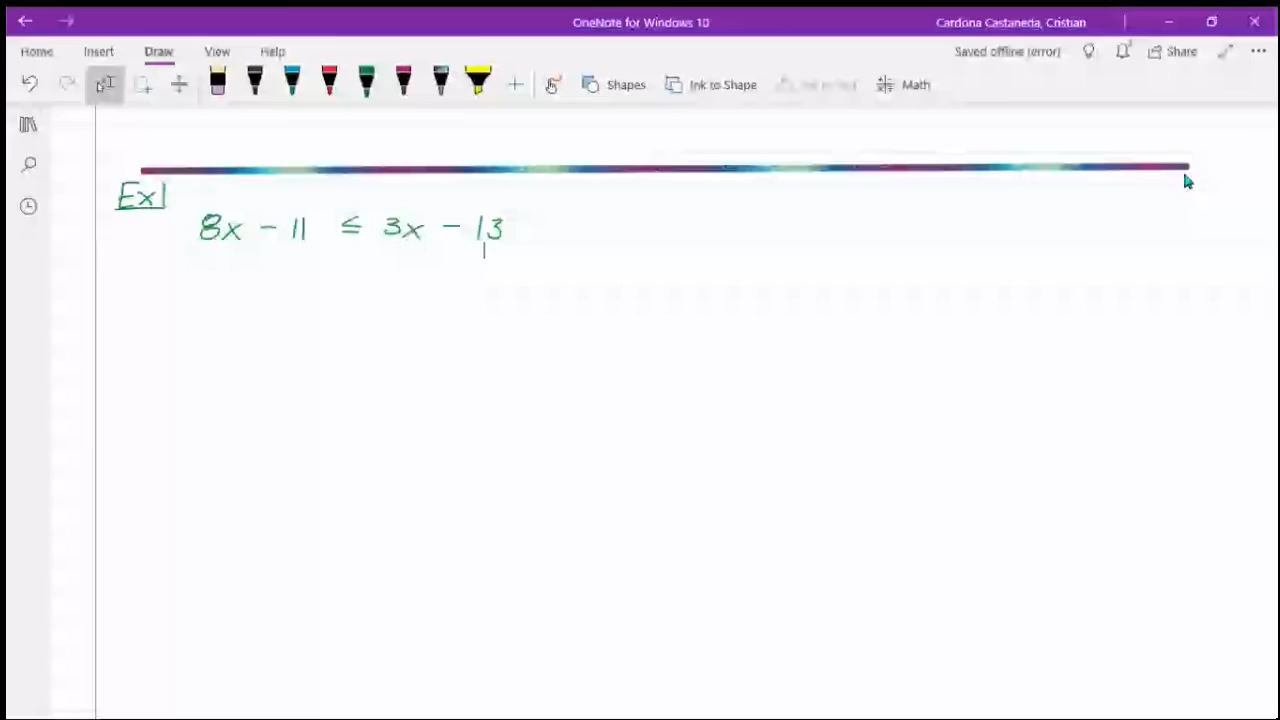 OneNote for Windows 10
Cardona Castaneda, Cristian
Home Insert Draw View Help
Saved offline (error) Share
Shapes Ink to Shape Math
Ex1
8x - 11 ≤ 3x - 13